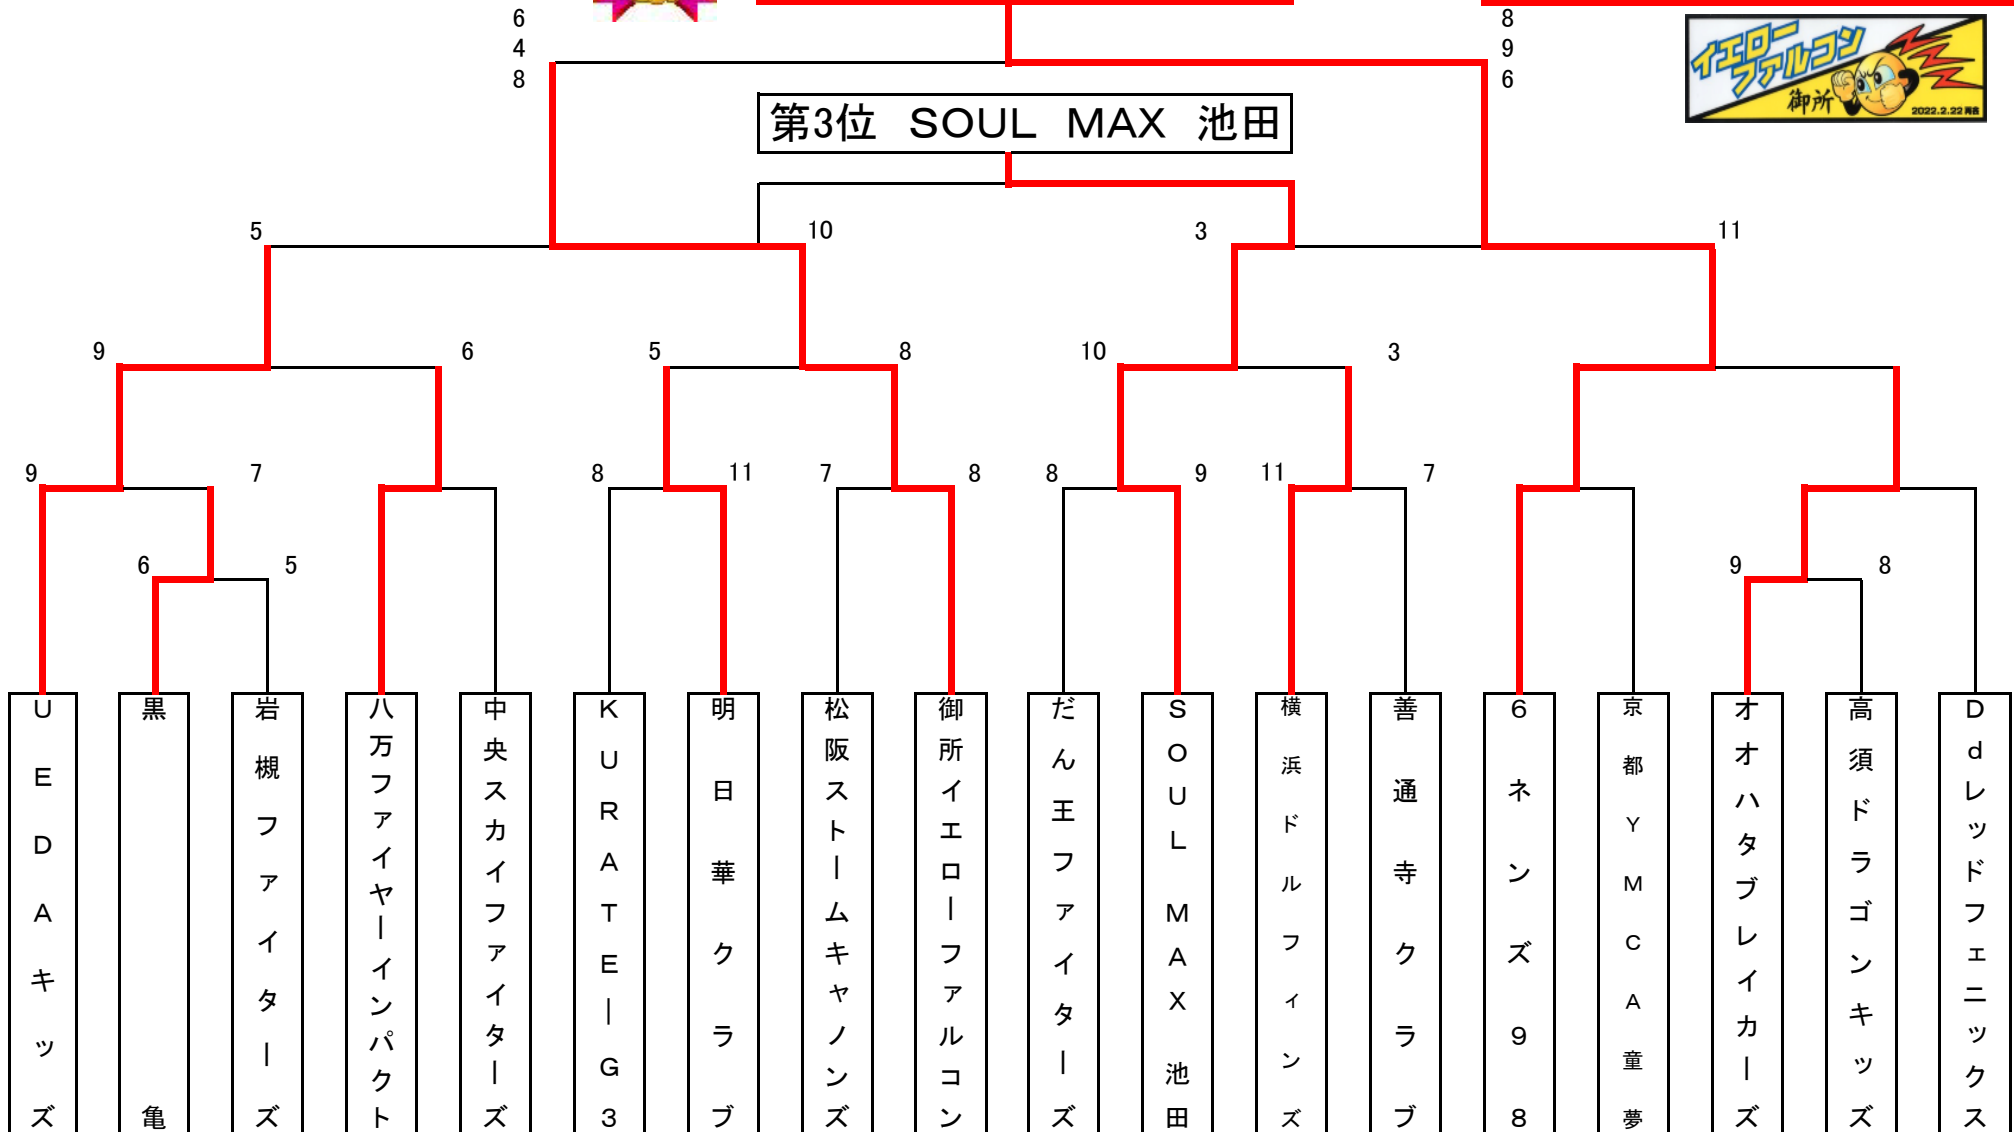 6 8
4 9
8 6
イエロー
ファルコン
御所
2022.2.22 再会
第3位 SOUL MAX 池田
5 10 3 11
9 6 5 8 10 3
9 7 8 11 7 8 8 9 11 7
6 5 9 8
UEDAキッズ
黒亀
岩槻ファイターズ
八万ファイヤーインパクト
中央スカイファイターズ
KURATE－G3
明日華クラブ
松阪ストームキャノンズ
御所イエローファルコン
だん王ファイターズ
SOUL MAX 池田
横浜ドルフィンズ
善通寺クラブ
6ネンズ98
京都YMCA童夢
オオハタブレイカーズ
高須ドラゴンキッズ
Ddレッドフェニックス